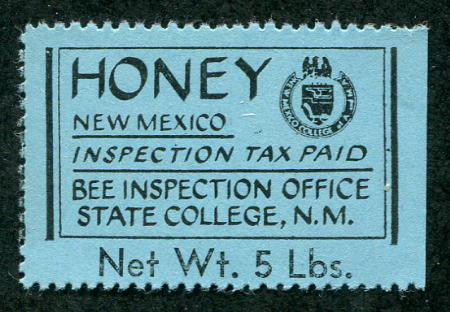 HONEY
NEW MEXICO
INSPECTION TAX PAID
BEE INSPECTION OFFICE
STATE COLLEGE, N.M.
Net Wt. 5 Lbs.